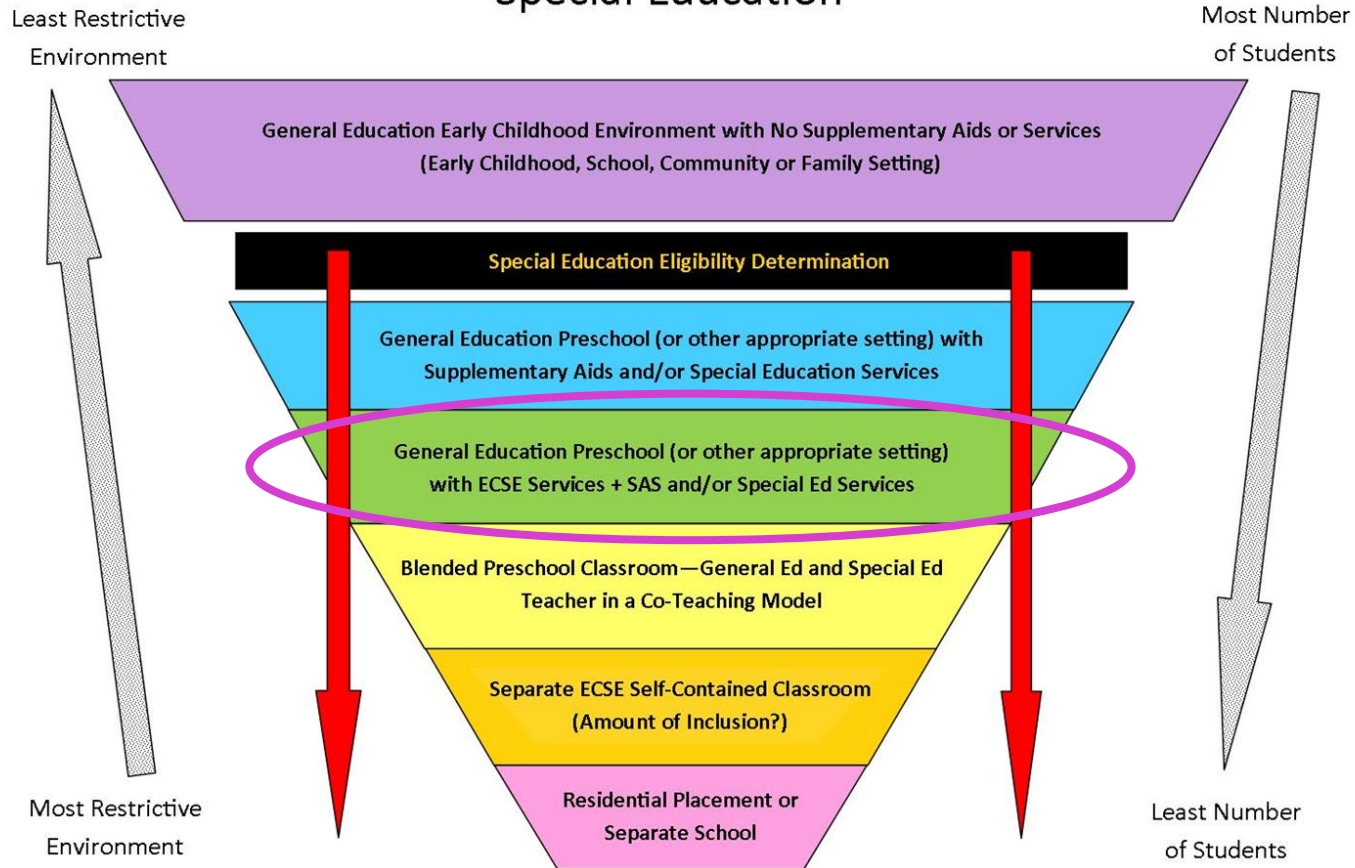 Special Education
Least Restrictive
Environment
Most Number
of Students
General Education Early Childhood Environment with No Supplementary Aids or Services
(Early Childhood, School, Community or Family Setting)
Special Education Eligibility Determination
General Education Preschool (or other appropriate setting) with
Supplementary Aids and/or Special Education Services
General Education Preschool (or other appropriate setting)
with ECSE Services + SAS and/or Special Ed Services
Blended Preschool Classroom—General Ed and Special Ed
Teacher in a Co-Teaching Model
Separate ECSE Self-Contained Classroom
(Amount of Inclusion?)
Residential Placement or
Separate School
Most Restrictive
Environment
Least Number
of Students